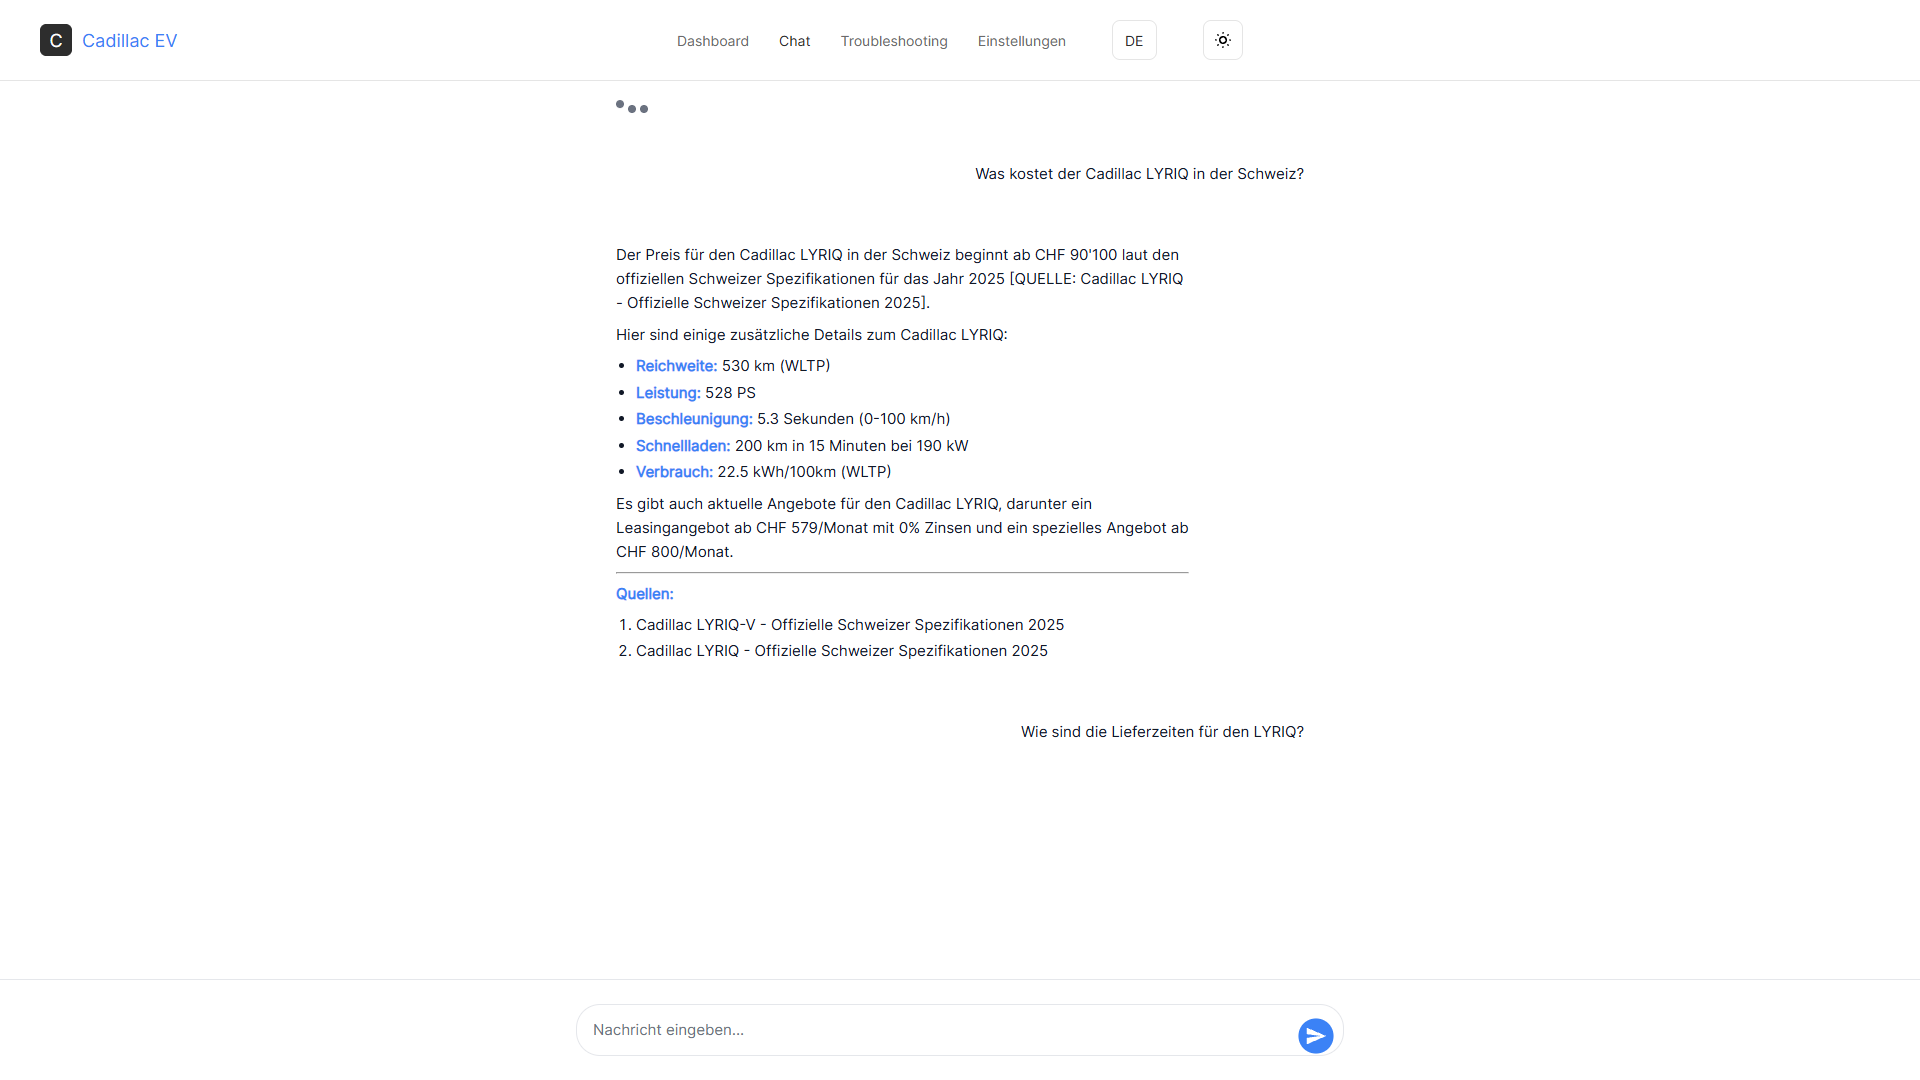 C Cadillac EV
Dashboard Chat Troubleshooting Einstellungen DE
Was kostet der Cadillac LYRIQ in der Schweiz?
Der Preis für den Cadillac LYRIQ in der Schweiz beginnt ab CHF 90'100 laut den
offiziellen Schweizer Spezifikationen für das Jahr 2025 [QUELLE: Cadillac LYRIQ
- Offizielle Schweizer Spezifikationen 2025].
Hier sind einige zusätzliche Details zum Cadillac LYRIQ:
• Reichweite: 530 km (WLTP)
• Leistung: 528 PS
• Beschleunigung: 5.3 Sekunden (0-100 km/h)
• Schnellladen: 200 km in 15 Minuten bei 190 kW
• Verbrauch: 22.5 kWh/100km (WLTP)
Es gibt auch aktuelle Angebote für den Cadillac LYRIQ, darunter ein
Leasingangebot ab CHF 579/Monat mit 0% Zinsen und ein spezielles Angebot ab
CHF 800/Monat.
Quellen:
1. Cadillac LYRIQ-V - Offizielle Schweizer Spezifikationen 2025
2. Cadillac LYRIQ - Offizielle Schweizer Spezifikationen 2025
Wie sind die Lieferzeiten für den LYRIQ?
Nachricht eingeben...